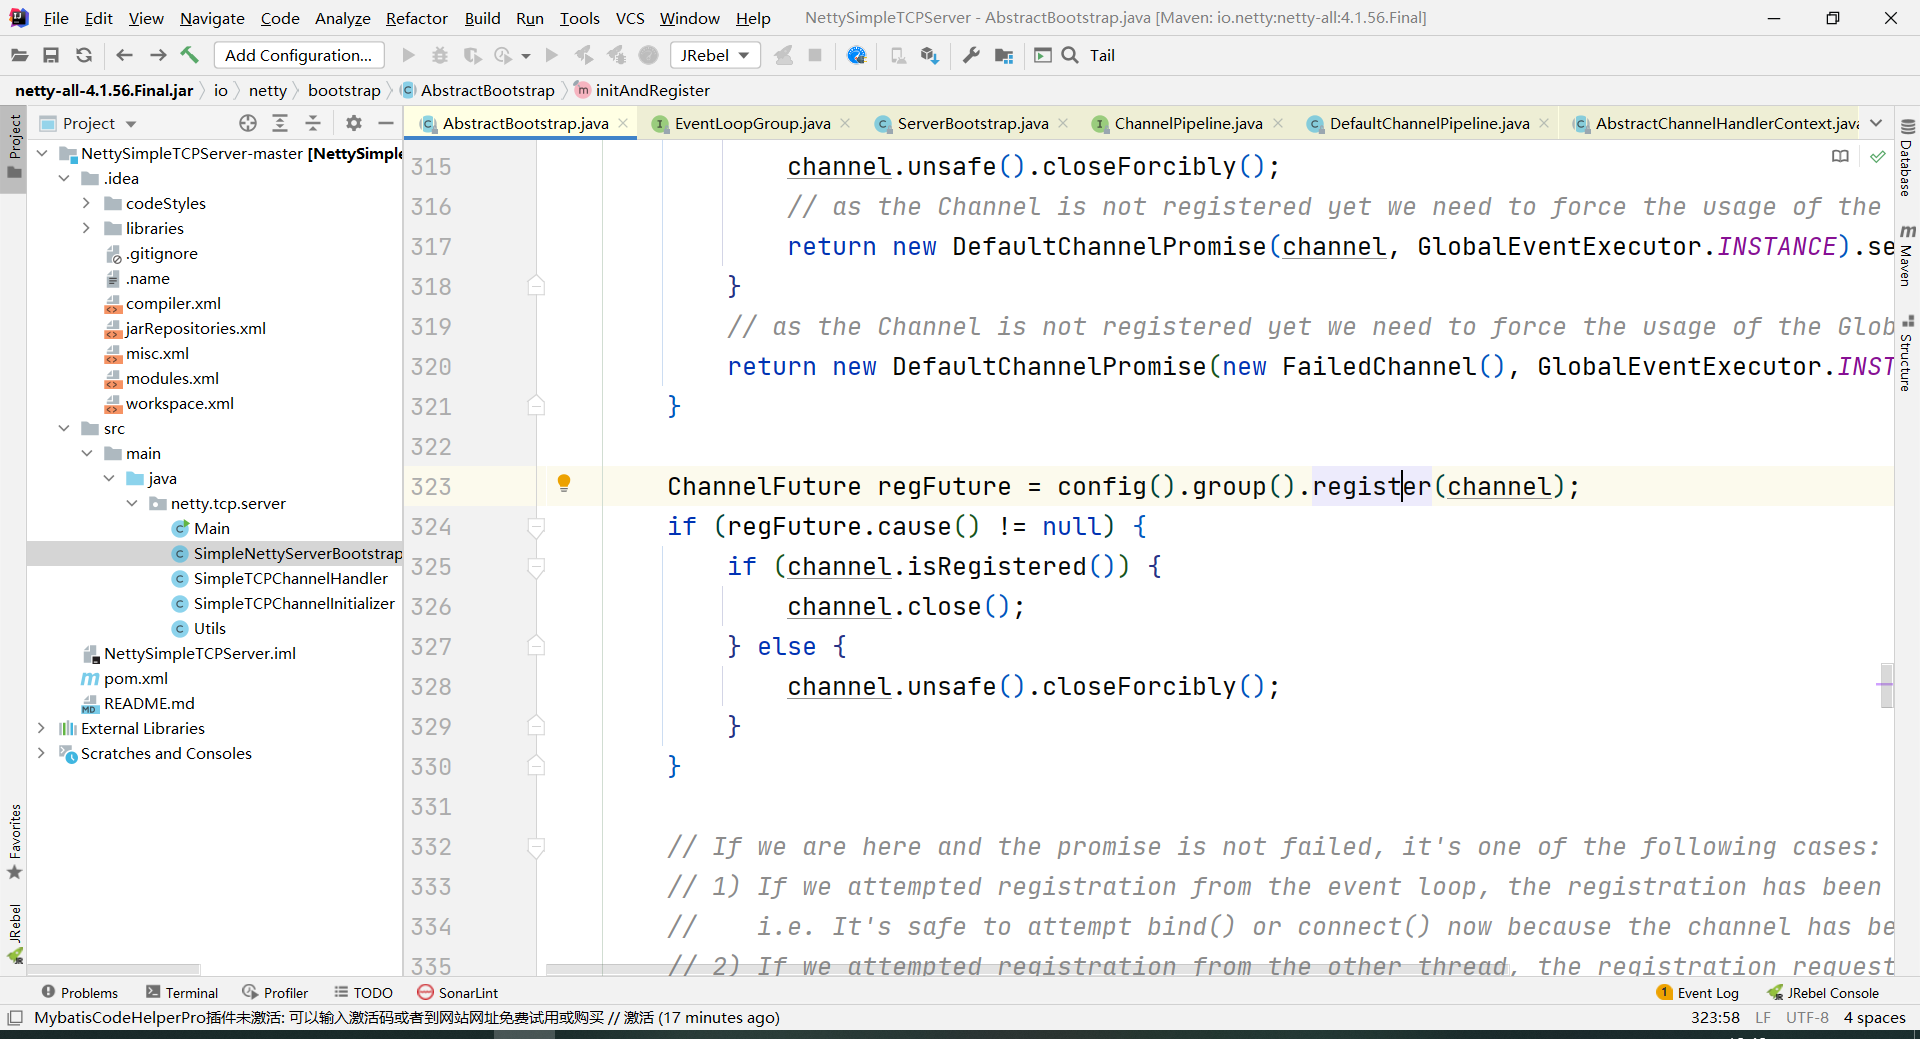 File Edit View Navigate Code Analyze Refactor Build Run Tools VCS Window Help NettySimpleTCPServer - AbstractBootstrap.java [Maven: io.netty:netty-all:4.1.56.Final]
Add Configuration... JRebel Tail
netty-all-4.1.56.Final.jar io netty bootstrap AbstractBootstrap initAndRegister
Project
AbstractBootstrap.java EventLoopGroup.java ServerBootstrap.java ChannelPipeline.java DefaultChannelPipeline.java AbstractChannelHandlerContext.java
Project
Favorites
JRebel
NettySimpleTCPServer-master [NettySimple
.idea
codeStyles
libraries
.gitignore
.name
compiler.xml
jarRepositories.xml
misc.xml
modules.xml
workspace.xml
src
main
java
netty.tcp.server
Main
SimpleNettyServerBootstrap
SimpleTCPChannelHandler
SimpleTCPChannelInitializer
Utils
NettySimpleTCPServer.iml
pom.xml
README.md
External Libraries
Scratches and Consoles
315 channel.unsafe().closeForcibly();
316 // as the Channel is not registered yet we need to force the usage of the
317 return new DefaultChannelPromise(channel, GlobalEventExecutor.INSTANCE).se
318 }
319 // as the Channel is not registered yet we need to force the usage of the Glob
320 return new DefaultChannelPromise(new FailedChannel(), GlobalEventExecutor.INST
321 }
322
323 ChannelFuture regFuture = config().group().register(channel);
324 if (regFuture.cause() != null) {
325 if (channel.isRegistered()) {
326 channel.close();
327 } else {
328 channel.unsafe().closeForcibly();
329 }
330 }
331
332 // If we are here and the promise is not failed, it's one of the following cases:
333 // 1) If we attempted registration from the event loop, the registration has been
334 // i.e. It's safe to attempt bind() or connect() now because the channel has be
335 // 2) If we attempted registration from the other thread, the registration request
Database
Maven
Structure
Problems Terminal Profiler TODO SonarLint 1 Event Log JRebel Console
MybatisCodeHelperPro插件未激活: 可以输入激活码或者到网站网址免费试用或购买 // 激活 (17 minutes ago) 323:58 LF UTF-8 4 spaces